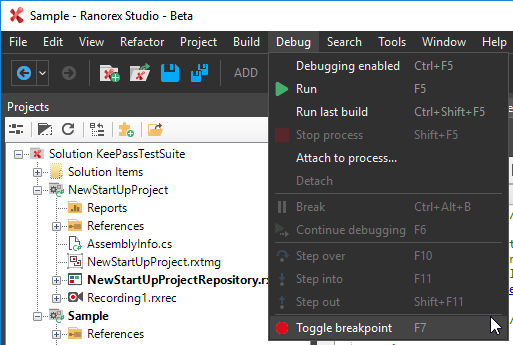 Sample - Ranorex Studio - Beta
File Edit View Refactor Project Build Debug Search Tools Window Help
ADD
Debugging enabled Ctrl+F5
Run F5
Run last build Ctrl+Shift+F5
Stop process Shift+F5
Attach to process...
Detach
Break Ctrl+Alt+B
Continue debugging F6
Step over F10
Step into F11
Step out Shift+F11
Toggle breakpoint F7
Projects
Solution KeePassTestSuite
Solution Items
NewStartUpProject
Reports
References
AssemblyInfo.cs
NewStartUpProject.rxtmg
NewStartUpProjectRepository.rx
Recording1.rxrec
Sample
References